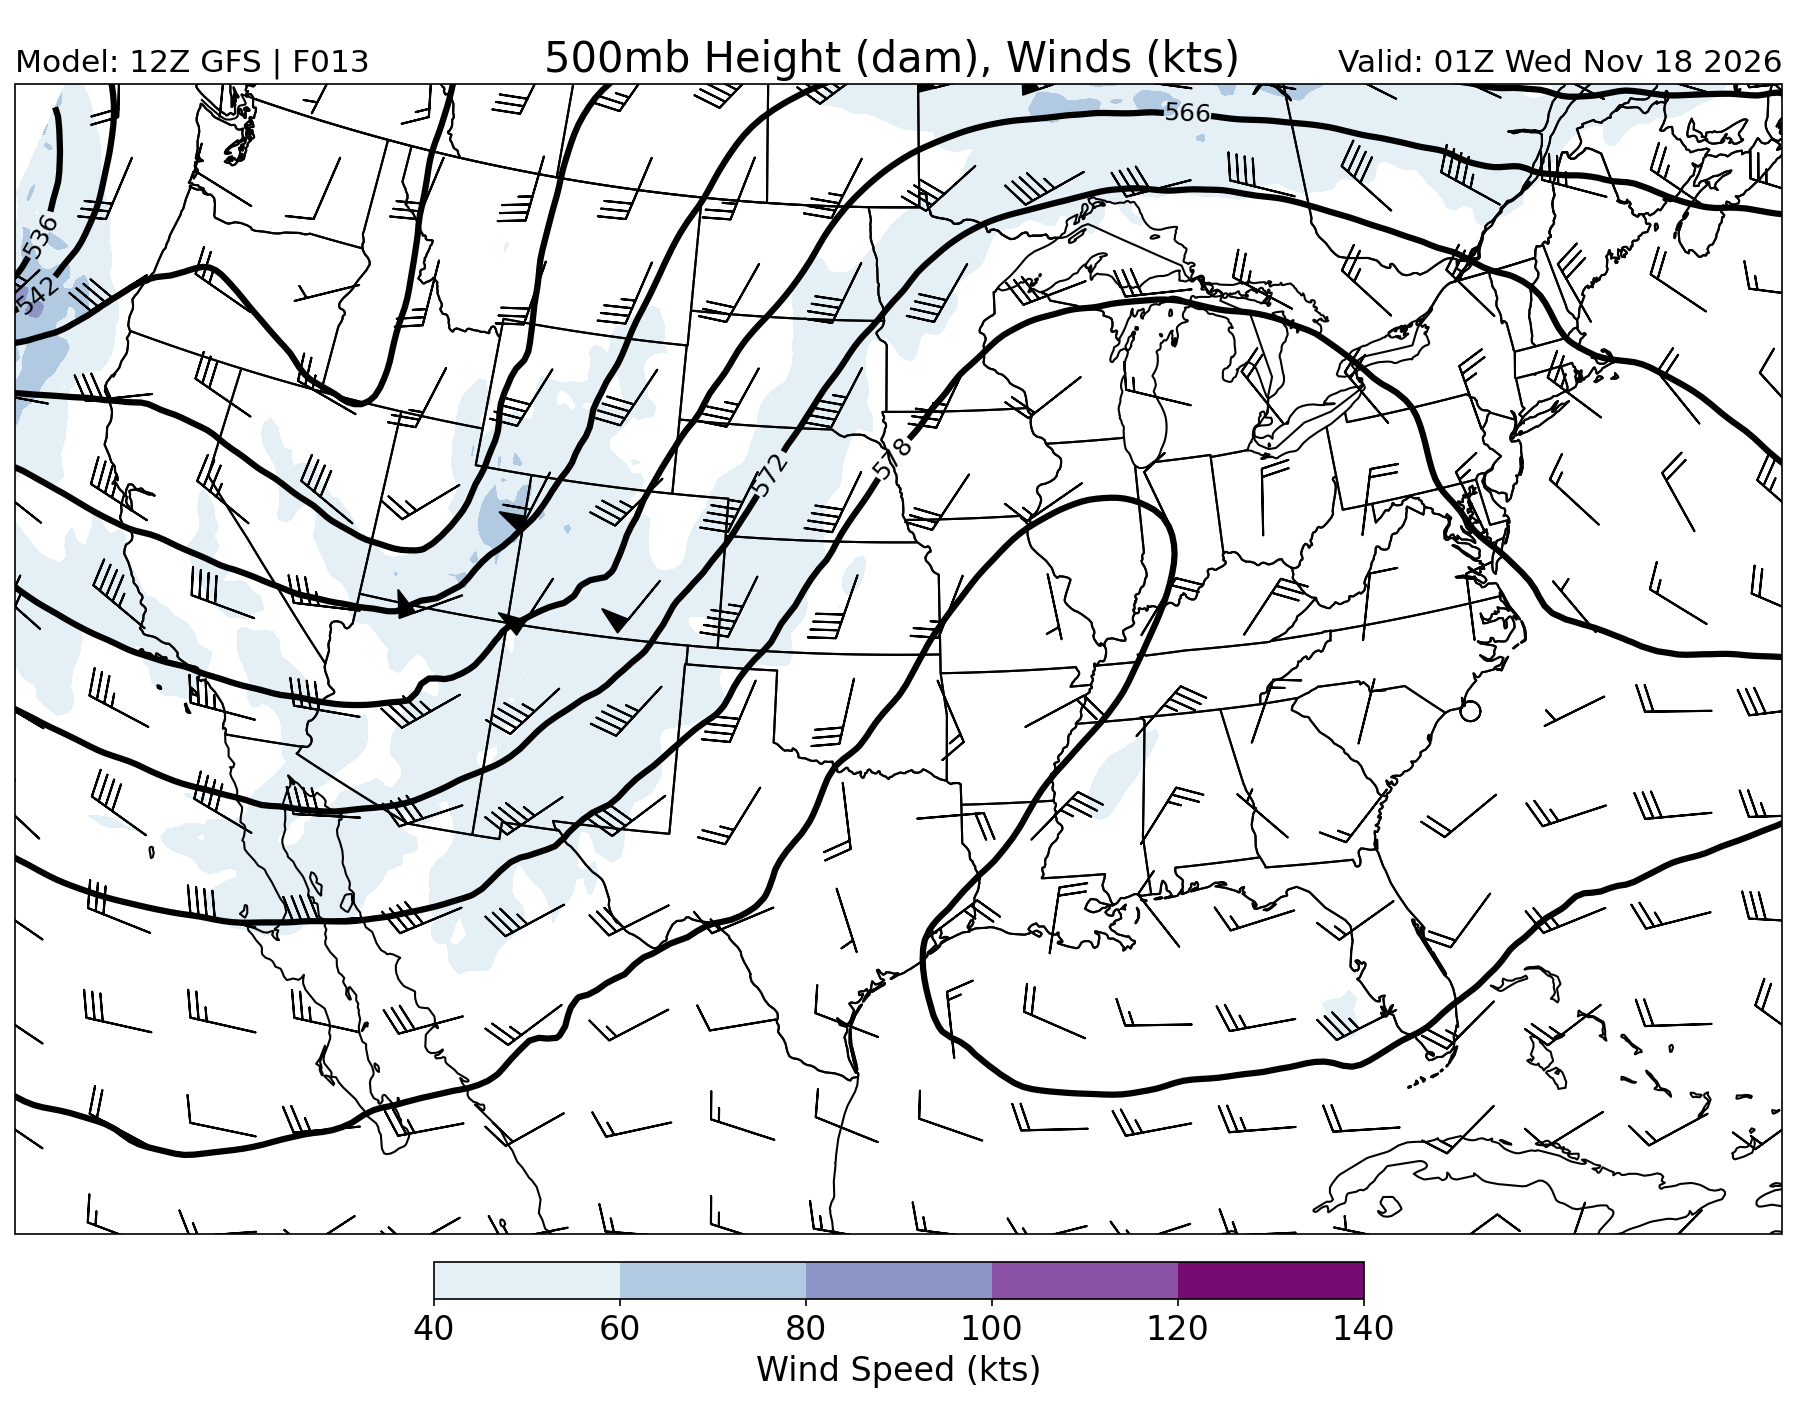 Model: 12Z GFS | F013
500mb Height (dam), Winds (kts)
Valid: 01Z Wed Nov 18 2026
566
536
542
572
40 60 80 100 120 140
Wind Speed (kts)